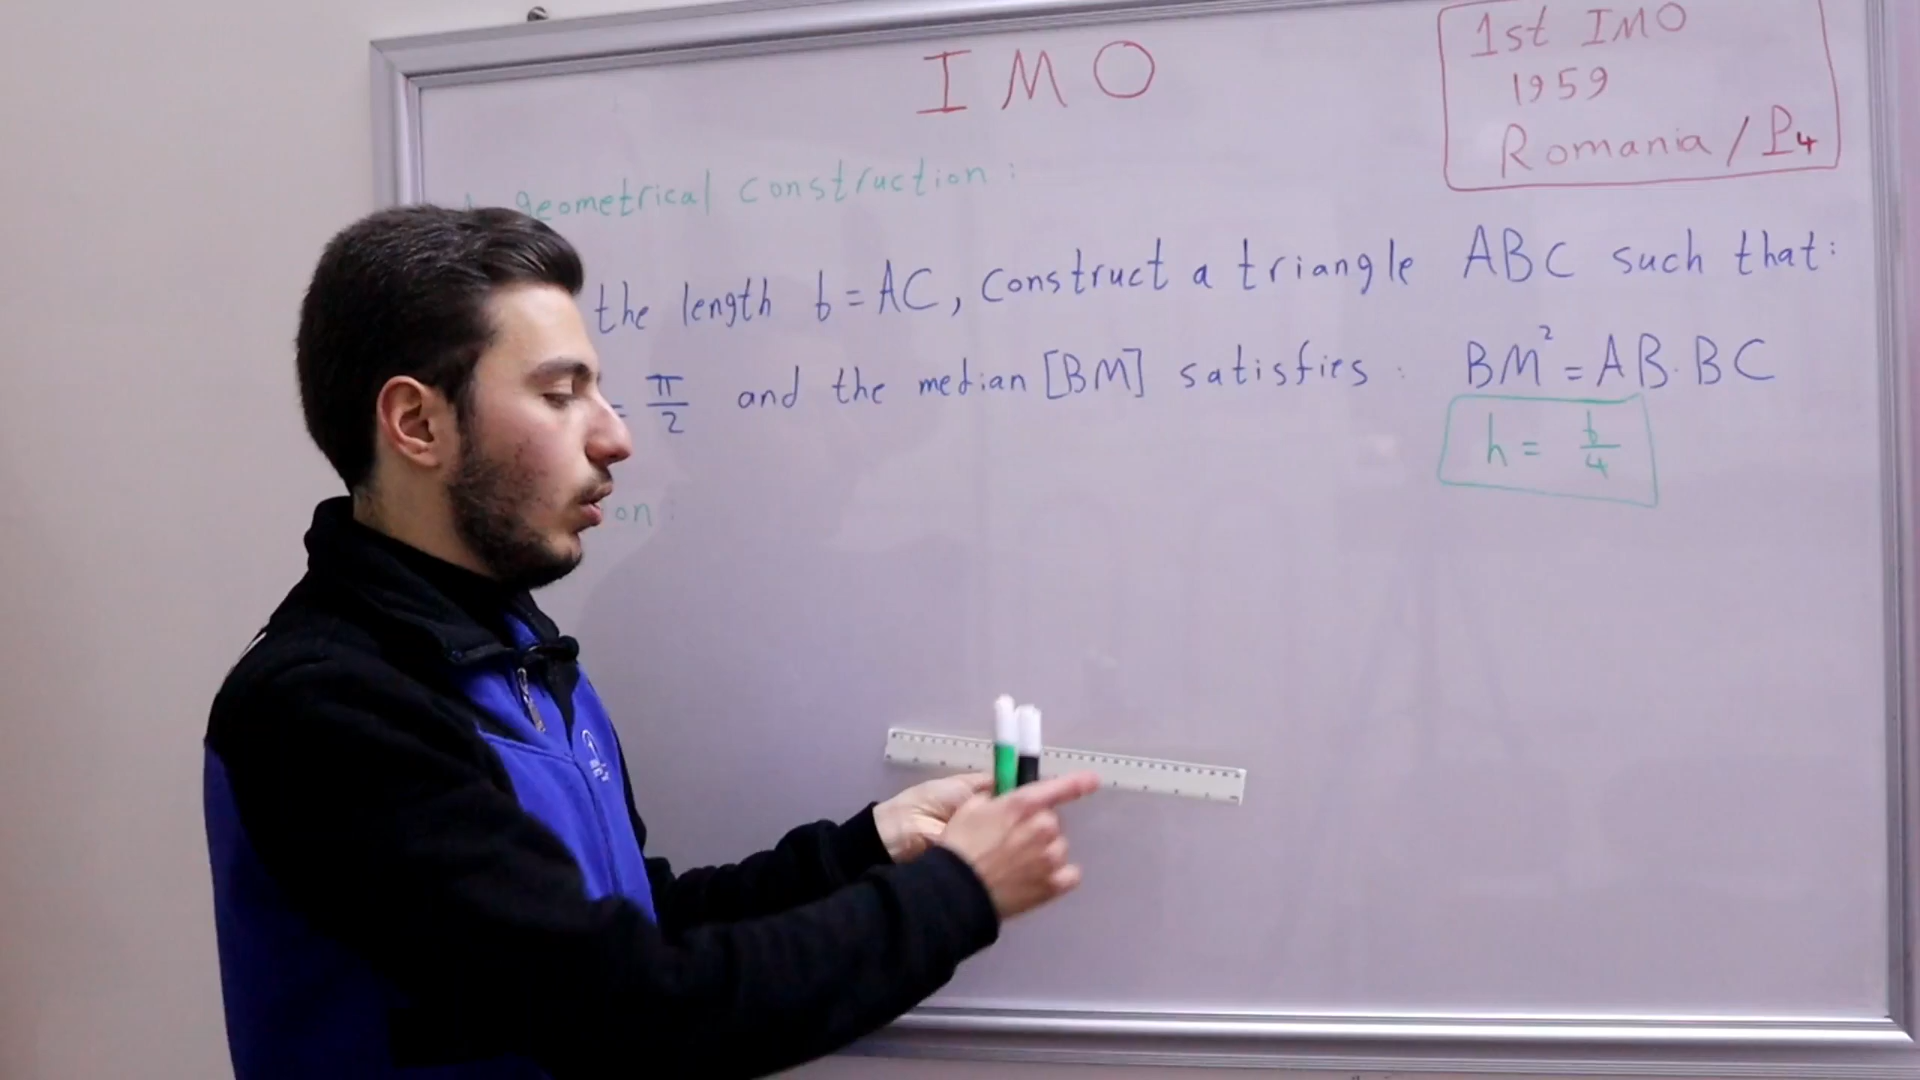 IMO
1st IMO
1959
Romania / P4
geometrical construction :
the length b = AC, construct a triangle ABC such that:
= π/2 and the median [BM] satisfies : BM² = AB.BC
h = b/4
on :